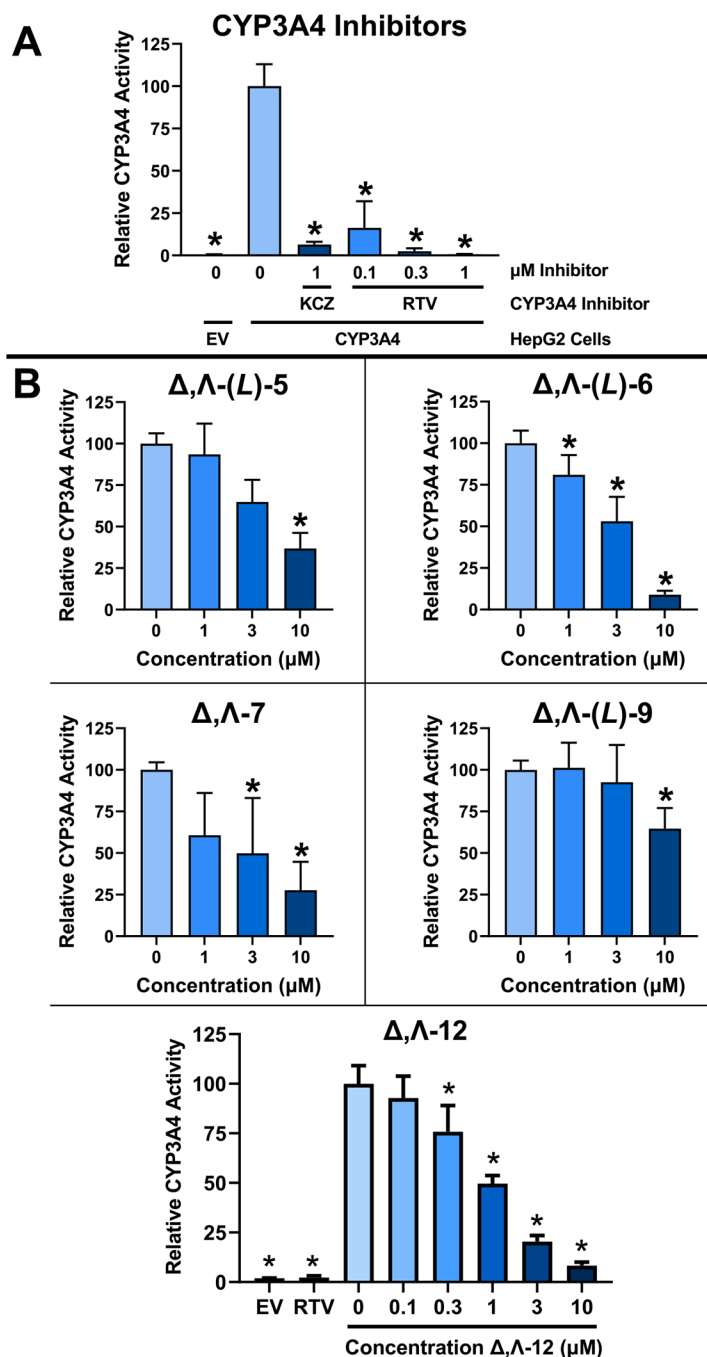 A
CYP3A4 Inhibitors
Relative CYP3A4 Activity
125
100
75
50
25
0
*
*
*
*
*
0 0 1 0.1 0.3 1 µM Inhibitor
KCZ RTV CYP3A4 Inhibitor
EV CYP3A4 HepG2 Cells
B
Δ,Λ-(L)-5
Relative CYP3A4 Activity
125
100
75
50
25
0
*
0 1 3 10
Concentration (µM)
Δ,Λ-(L)-6
Relative CYP3A4 Activity
125
100
75
50
25
0
*
*
*
0 1 3 10
Concentration (µM)
Δ,Λ-7
Relative CYP3A4 Activity
125
100
75
50
25
0
*
*
0 1 3 10
Concentration (µM)
Δ,Λ-(L)-9
Relative CYP3A4 Activity
125
100
75
50
25
0
*
0 1 3 10
Concentration (µM)
Δ,Λ-12
Relative CYP3A4 Activity
125
100
75
50
25
0
*
*
*
*
*
*
EV RTV 0 0.1 0.3 1 3 10
Concentration Δ,Λ-12 (µM)